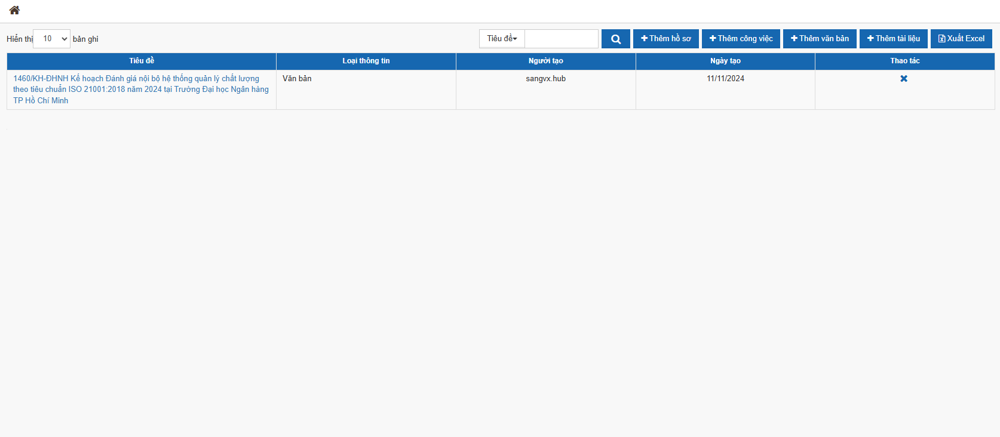 Hiển thị 10 bản ghi
Tiêu đề
Thêm hồ sơ
Thêm công việc
Thêm văn bản
Thêm tài liệu
Xuất Excel
Tiêu đề Loại thông tin Người tạo Ngày tạo Thao tác
1460/KH-ĐHNH Kế hoạch Đánh giá nội bộ hệ thống quản lý chất lượng
theo tiêu chuẩn ISO 21001:2018 năm 2024 tại Trường Đại học Ngân hàng
TP Hồ Chí Minh
Văn bản
sangvx.hub
11/11/2024